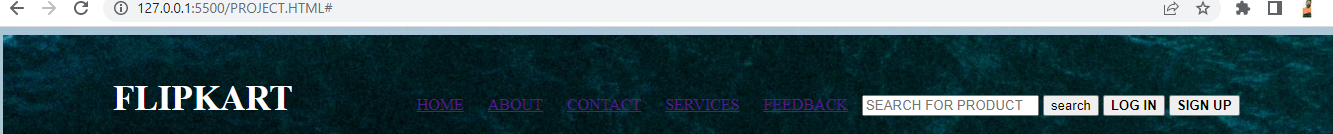 127.0.0.1:5500/PROJECT.HTML#
FLIPKART HOME ABOUT CONTACT SERVICES FEEDBACK SEARCH FOR PRODUCT search LOG IN SIGN UP